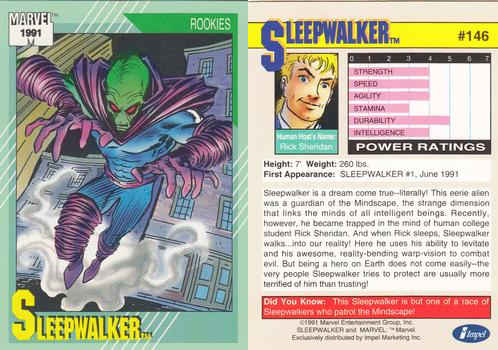 MARVEL™
1991
ROOKIES
SLEEPWALKER™
SLEEPWALKER™
#146
Human Host's Name:
Rick Sheridan
0 1 2 3 4 5 6 7
STRENGTH
SPEED
AGILITY
STAMINA
DURABILITY
INTELLIGENCE
POWER RATINGS
Height: 7' Weight: 260 lbs.
First Appearance: SLEEPWALKER #1, June 1991
Sleepwalker is a dream come true--literally! This eerie alien
was a guardian of the Mindscape, the strange dimension
that links the minds of all intelligent beings. Recently,
however, he became trapped in the mind of human college
student Rick Sheridan. And when Rick sleeps, Sleepwalker
walks...into our reality! Here he uses his ability to levitate
and his awesome, reality-bending warp-vision to combat
evil. But being a hero on Earth does not come easily--the
very people Sleepwalker tries to protect are usually more
terrified of him than trusting!
Did You Know: This Sleepwalker is but one of a race of
Sleepwalkers who patrol the Mindscape!
©1991 Marvel Entertainment Group, Inc.
SLEEPWALKER and MARVEL: ™ Marvel.
Exclusively distributed by Impel Marketing Inc.
impel